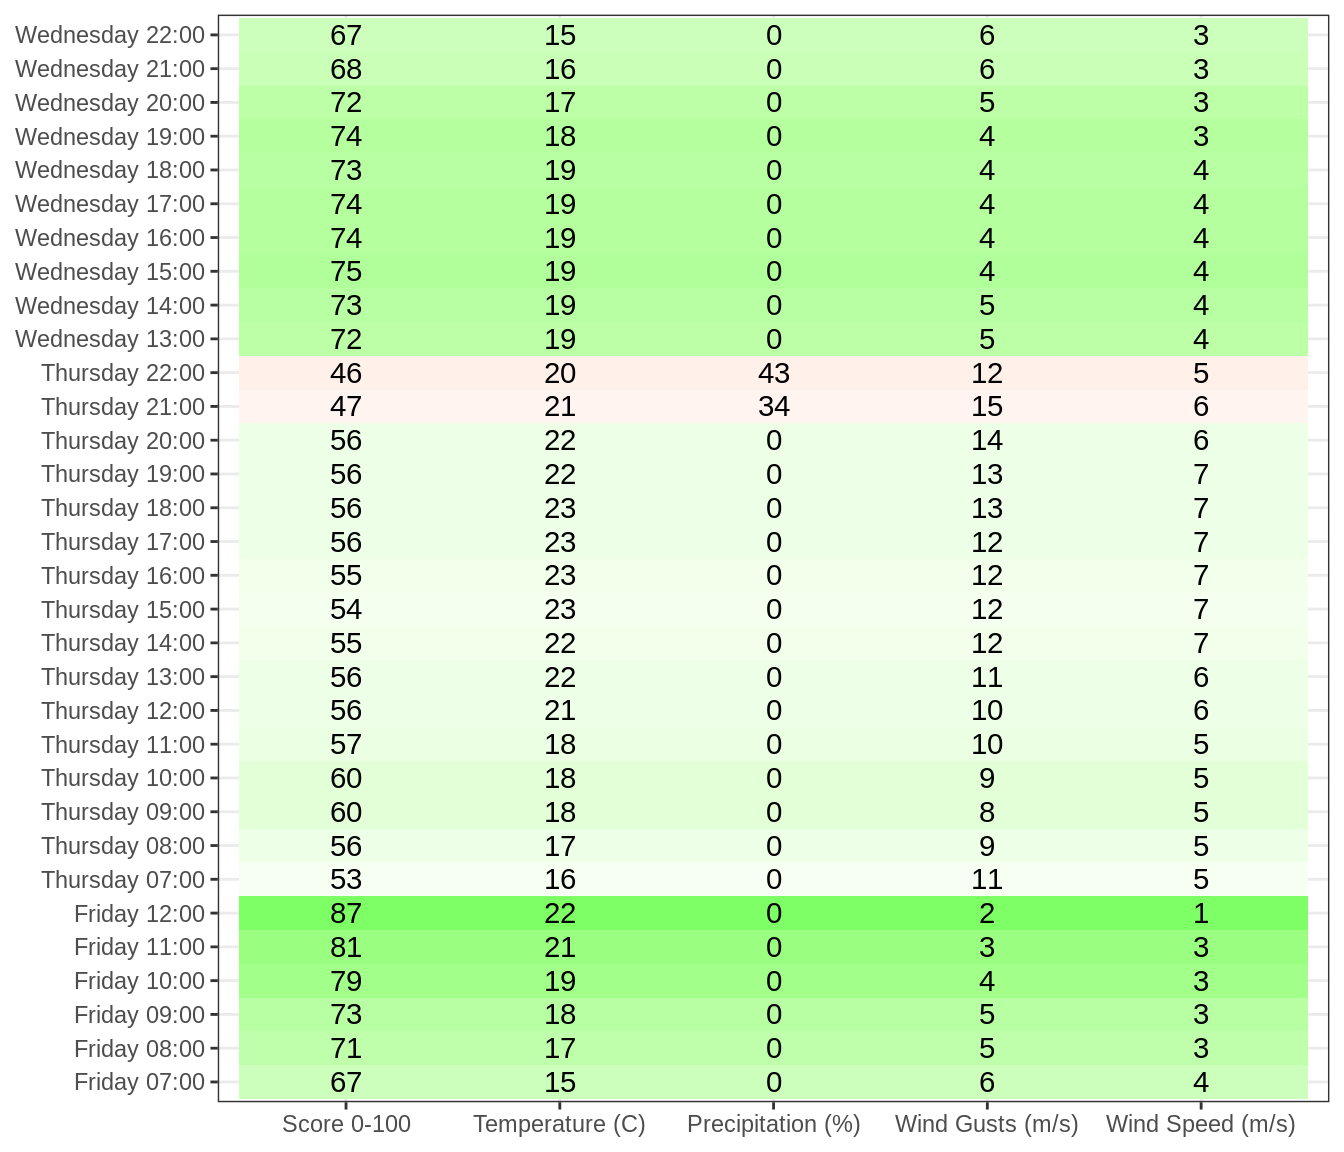 Wednesday 22:00 67 15 0 6 3
Wednesday 21:00 68 16 0 6 3
Wednesday 20:00 72 17 0 5 3
Wednesday 19:00 74 18 0 4 3
Wednesday 18:00 73 19 0 4 4
Wednesday 17:00 74 19 0 4 4
Wednesday 16:00 74 19 0 4 4
Wednesday 15:00 75 19 0 4 4
Wednesday 14:00 73 19 0 5 4
Wednesday 13:00 72 19 0 5 4
Thursday 22:00 46 20 43 12 5
Thursday 21:00 47 21 34 15 6
Thursday 20:00 56 22 0 14 6
Thursday 19:00 56 22 0 13 7
Thursday 18:00 56 23 0 13 7
Thursday 17:00 56 23 0 12 7
Thursday 16:00 55 23 0 12 7
Thursday 15:00 54 23 0 12 7
Thursday 14:00 55 22 0 12 7
Thursday 13:00 56 22 0 11 6
Thursday 12:00 56 21 0 10 6
Thursday 11:00 57 18 0 10 5
Thursday 10:00 60 18 0 9 5
Thursday 09:00 60 18 0 8 5
Thursday 08:00 56 17 0 9 5
Thursday 07:00 53 16 0 11 5
Friday 12:00 87 22 0 2 1
Friday 11:00 81 21 0 3 3
Friday 10:00 79 19 0 4 3
Friday 09:00 73 18 0 5 3
Friday 08:00 71 17 0 5 3
Friday 07:00 67 15 0 6 4
Score 0-100 Temperature (C) Precipitation (%) Wind Gusts (m/s) Wind Speed (m/s)